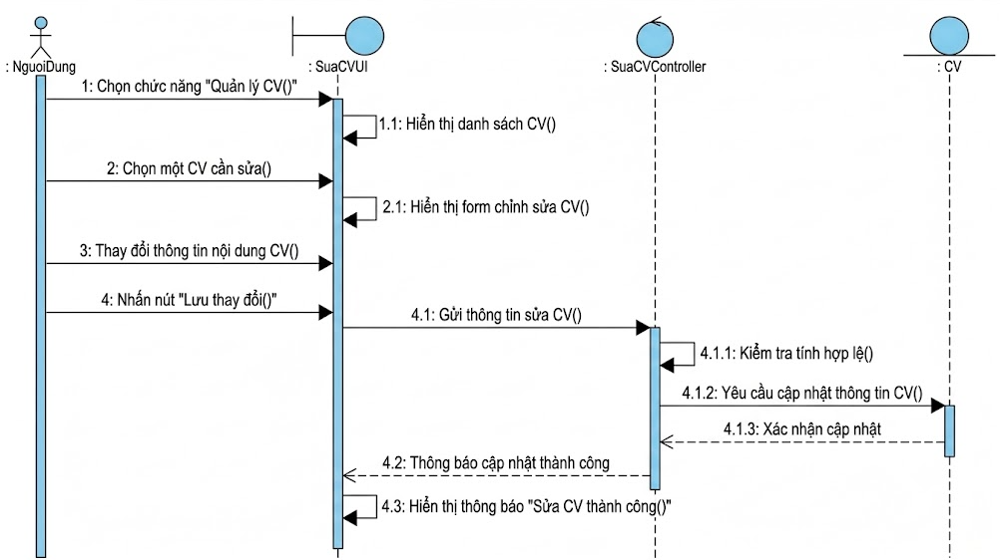 : NguoiDung
: SuaCVUI
: SuaCVController
: CV
1: Chọn chức năng "Quản lý CV()"
1.1: Hiển thị danh sách CV()
2: Chọn một CV cần sửa()
2.1: Hiển thị form chỉnh sửa CV()
3: Thay đổi thông tin nội dung CV()
4: Nhấn nút "Lưu thay đổi()"
4.1: Gửi thông tin sửa CV()
4.1.1: Kiểm tra tính hợp lệ()
4.1.2: Yêu cầu cập nhật thông tin CV()
4.1.3: Xác nhận cập nhật
4.2: Thông báo cập nhật thành công
4.3: Hiển thị thông báo "Sửa CV thành công()"